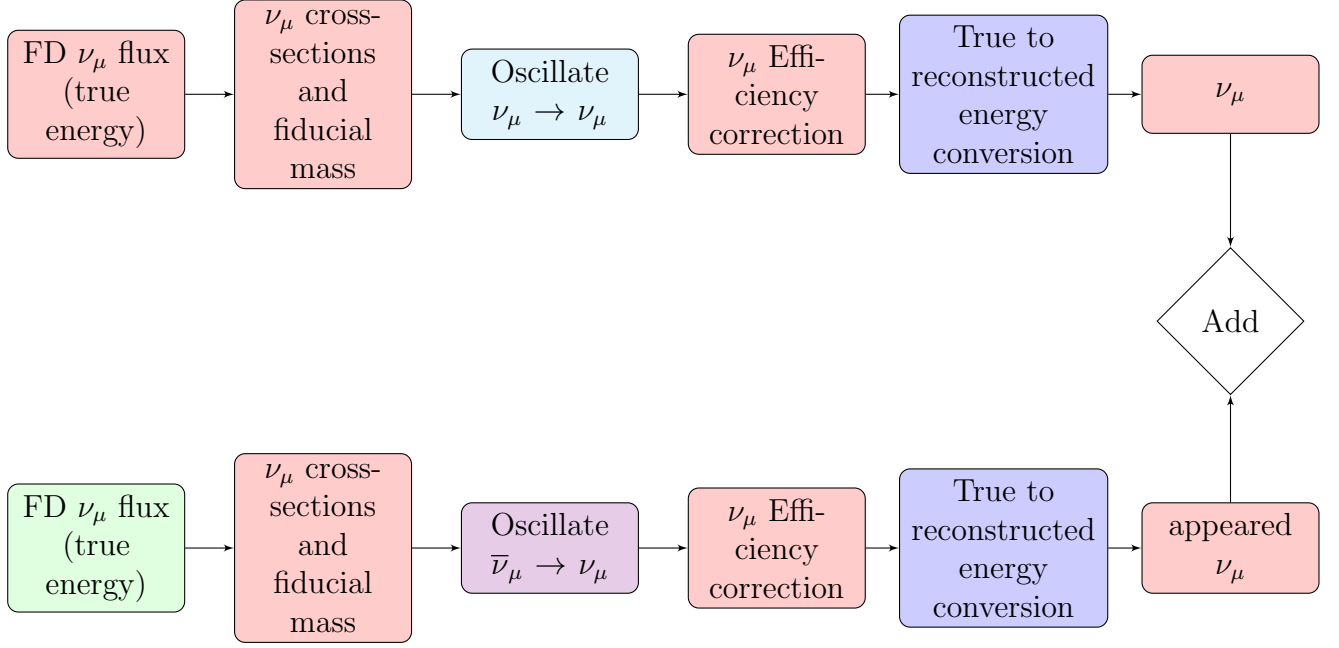 FD νμ flux
(true
energy)
νμ cross-
sections
and
fiducial
mass
Oscillate
νμ → νμ
νμ Effi-
ciency
correction
True to
reconstructed
energy
conversion
νμ
Add
FD νμ flux
(true
energy)
νμ cross-
sections
and
fiducial
mass
Oscillate
ν̅μ → νμ
νμ Effi-
ciency
correction
True to
reconstructed
energy
conversion
appeared
νμ